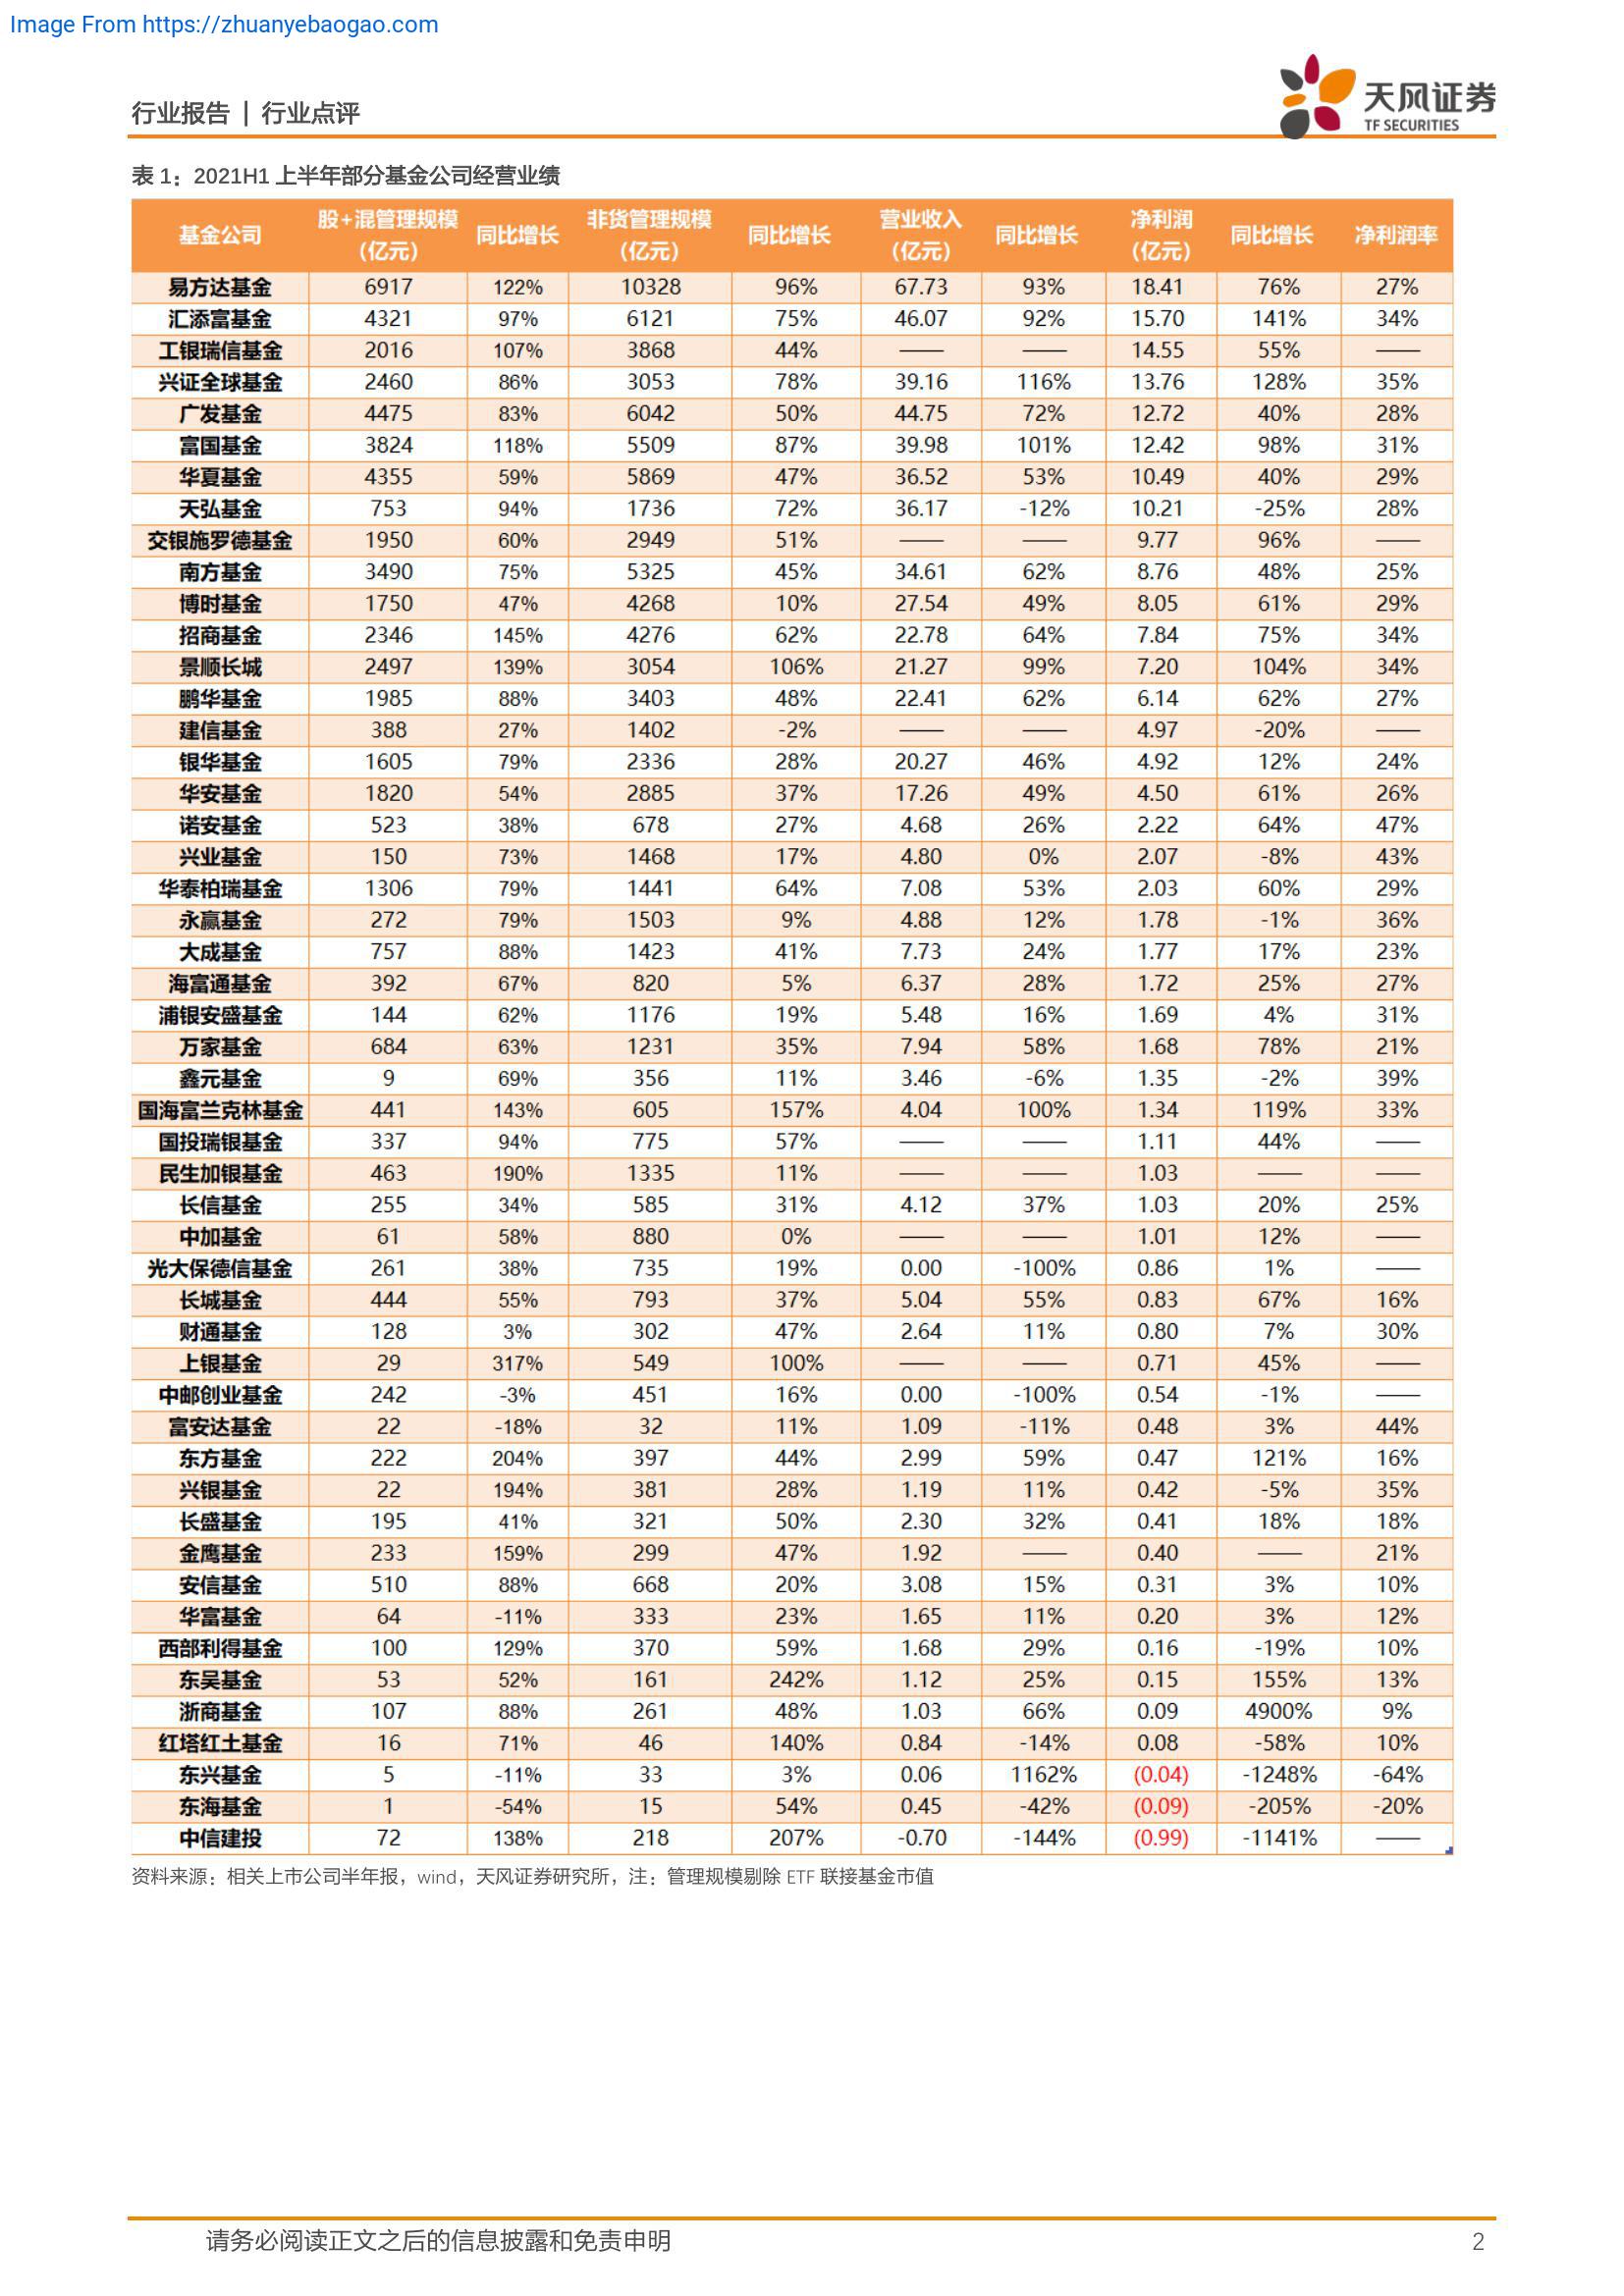 Image From https://zhuanyebaogao.com
行业报告 | 行业点评
天风证券
TF SECURITIES
表 1：2021H1 上半年部分基金公司经营业绩
基金公司 股+混管理规模（亿元） 同比增长 非货管理规模（亿元） 同比增长 营业收入（亿元） 同比增长 净利润（亿元） 同比增长 净利润率
易方达基金 6917 122% 10328 96% 67.73 93% 18.41 76% 27%
汇添富基金 4321 97% 6121 75% 46.07 92% 15.70 141% 34%
工银瑞信基金 2016 107% 3868 44% —— —— 14.55 55% ——
兴证全球基金 2460 86% 3053 78% 39.16 116% 13.76 128% 35%
广发基金 4475 83% 6042 50% 44.75 72% 12.72 40% 28%
富国基金 3824 118% 5509 87% 39.98 101% 12.42 98% 31%
华夏基金 4355 59% 5869 47% 36.52 53% 10.49 40% 29%
天弘基金 753 94% 1736 72% 36.17 -12% 10.21 -25% 28%
交银施罗德基金 1950 60% 2949 51% —— —— 9.77 96% ——
南方基金 3490 75% 5325 45% 34.61 62% 8.76 48% 25%
博时基金 1750 47% 4268 10% 27.54 49% 8.05 61% 29%
招商基金 2346 145% 4276 62% 22.78 64% 7.84 75% 34%
景顺长城 2497 139% 3054 106% 21.27 99% 7.20 104% 34%
鹏华基金 1985 88% 3403 48% 22.41 62% 6.14 62% 27%
建信基金 388 27% 1402 -2% —— —— 4.97 -20% ——
银华基金 1605 79% 2336 28% 20.27 46% 4.92 12% 24%
华安基金 1820 54% 2885 37% 17.26 49% 4.50 61% 26%
诺安基金 523 38% 678 27% 4.68 26% 2.22 64% 47%
兴业基金 150 73% 1468 17% 4.80 0% 2.07 -8% 43%
华泰柏瑞基金 1306 79% 1441 64% 7.08 53% 2.03 60% 29%
永赢基金 272 79% 1503 9% 4.88 12% 1.78 -1% 36%
大成基金 757 88% 1423 41% 7.73 24% 1.77 17% 23%
海富通基金 392 67% 820 5% 6.37 28% 1.72 25% 27%
浦银安盛基金 144 62% 1176 19% 5.48 16% 1.69 4% 31%
万家基金 684 63% 1231 35% 7.94 58% 1.68 78% 21%
鑫元基金 9 69% 356 11% 3.46 -6% 1.35 -2% 39%
国海富兰克林基金 441 143% 605 157% 4.04 100% 1.34 119% 33%
国投瑞银基金 337 94% 775 57% —— —— 1.11 44% ——
民生加银基金 463 190% 1335 11% —— —— 1.03 —— ——
长信基金 255 34% 585 31% 4.12 37% 1.03 20% 25%
中加基金 61 58% 880 0% —— —— 1.01 12% ——
光大保德信基金 261 38% 735 19% 0.00 -100% 0.86 1% ——
长城基金 444 55% 793 37% 5.04 55% 0.83 67% 16%
财通基金 128 3% 302 47% 2.64 11% 0.80 7% 30%
上银基金 29 317% 549 100% —— —— 0.71 45% ——
中邮创业基金 242 -3% 451 16% 0.00 -100% 0.54 -1% ——
富安达基金 22 -18% 32 11% 1.09 -11% 0.48 3% 44%
东方基金 222 204% 397 44% 2.99 59% 0.47 121% 16%
兴银基金 22 194% 381 28% 1.19 11% 0.42 -5% 35%
长盛基金 195 41% 321 50% 2.30 32% 0.41 18% 18%
金鹰基金 233 159% 299 47% 1.92 —— 0.40 —— 21%
安信基金 510 88% 668 20% 3.08 15% 0.31 3% 10%
华富基金 64 -11% 333 23% 1.65 11% 0.20 3% 12%
西部利得基金 100 129% 370 59% 1.68 29% 0.16 -19% 10%
东吴基金 53 52% 161 242% 1.12 25% 0.15 155% 13%
浙商基金 107 88% 261 48% 1.03 66% 0.09 4900% 9%
红塔红土基金 16 71% 46 140% 0.84 -14% 0.08 -58% 10%
东兴基金 5 -11% 33 3% 0.06 1162% (0.04) -1248% -64%
东海基金 1 -54% 15 54% 0.45 -42% (0.09) -205% -20%
中信建投 72 138% 218 207% -0.70 -144% (0.99) -1141% ——
资料来源：相关上市公司半年报，wind，天风证券研究所，注：管理规模剔除 ETF 联接基金市值
请务必阅读正文之后的信息披露和免责申明 2